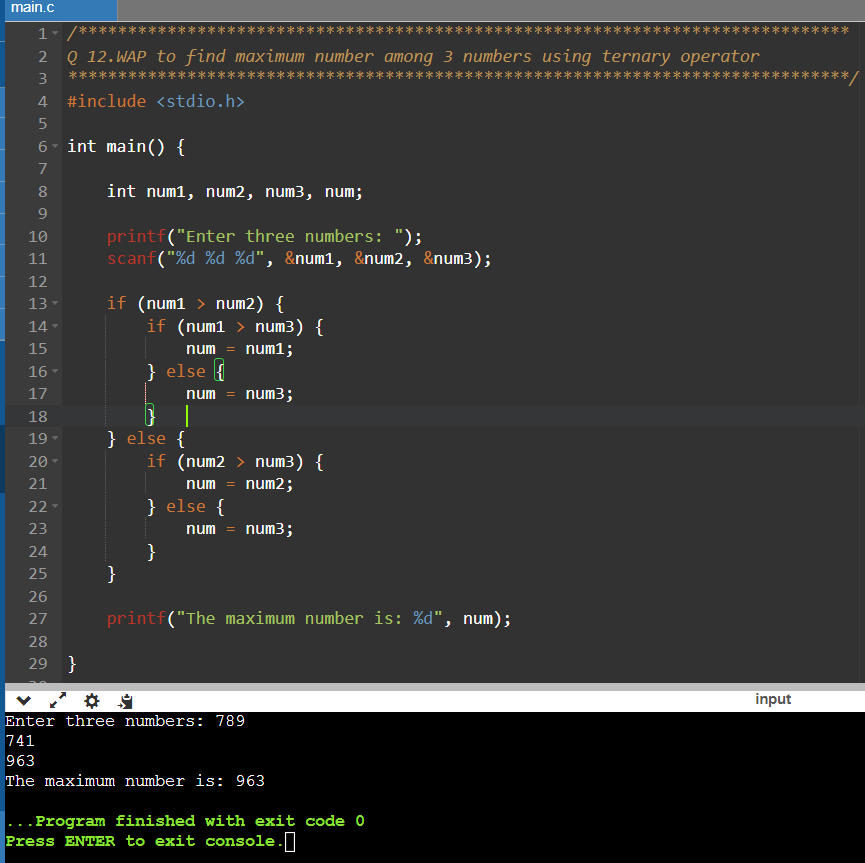 main.c
1 /******************************************************************************
2 Q 12.WAP to find maximum number among 3 numbers using ternary operator
3 *******************************************************************************/
4 #include <stdio.h>
5
6 int main() {
7
8     int num1, num2, num3, num;
9
10     printf("Enter three numbers: ");
11     scanf("%d %d %d", &num1, &num2, &num3);
12
13     if (num1 > num2) {
14         if (num1 > num3) {
15             num = num1;
16         } else {
17             num = num3;
18         }
19     } else {
20         if (num2 > num3) {
21             num = num2;
22         } else {
23             num = num3;
24         }
25     }
26
27     printf("The maximum number is: %d", num);
28
29 }
input
Enter three numbers: 789
741
963
The maximum number is: 963
...Program finished with exit code 0
Press ENTER to exit console.